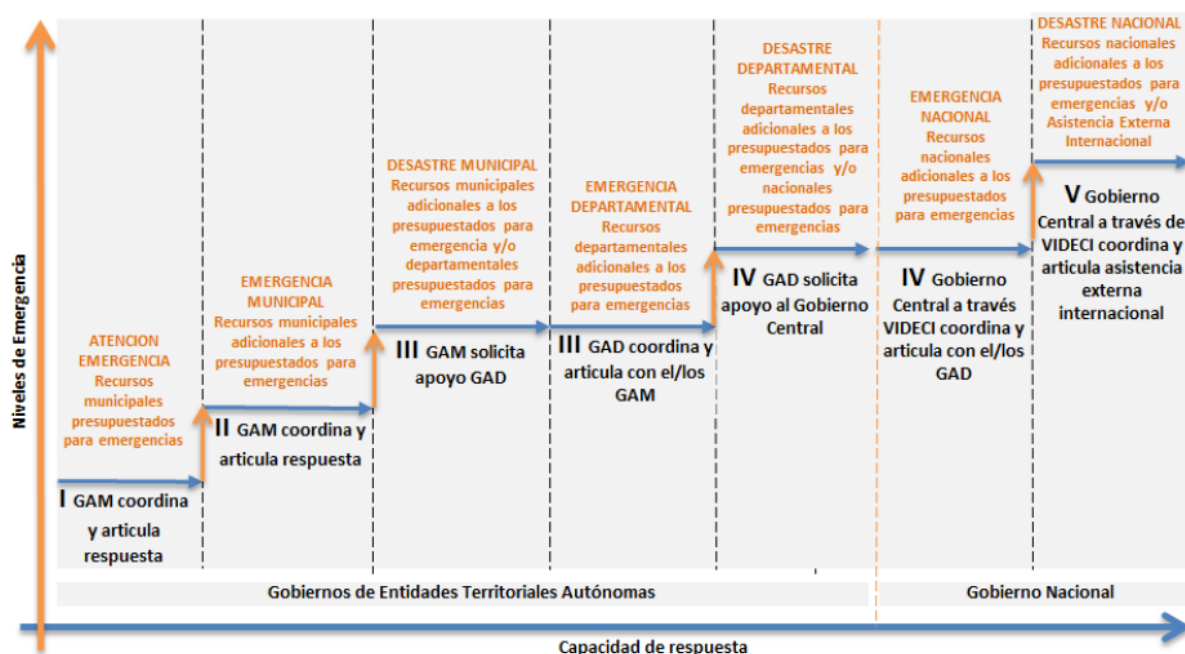 Niveles de Emergencia
ATENCION
EMERGENCIA
Recursos
municipales
presupuestados
para emergencias
I GAM coordina
y articula
respuesta
EMERGENCIA
MUNICIPAL
Recursos municipales
adicionales a los
presupuestados para
emergencias
II GAM coordina y
articula respuesta
DESASTRE MUNICIPAL
Recursos municipales
adicionales a los
presupuestados para
emergencia y/o
departamentales
presupuestados para
emergencias
III GAM solicita
apoyo GAD
EMERGENCIA
DEPARTAMENTAL
Recursos
departamentales
adicionales a los
presupuestados
para emergencias
III GAD coordina y
articula con el/los
GAM
DESASTRE
DEPARTAMENTAL
Recursos
departamentales
adicionales a los
presupuestados para
emergencias y/o
nacionales
presupuestados para
emergencias
IV GAD solicita
apoyo al Gobierno
Central
EMERGENCIA
NACIONAL
Recursos
nacionales
adicionales a los
presupuestados
para emergencias
IV Gobierno
Central a través
VIDECI coordina y
articula con el/los
GAD
DESASTRE NACIONAL
Recursos nacionales
adicionales a los
presupuestados para
emergencias y/o
Asistencia Externa
Internacional
V Gobierno
Central a través de
VIDECI coordina y
articula asistencia
externa
internacional
Gobiernos de Entidades Territoriales Autónomas
Gobierno Nacional
Capacidad de respuesta